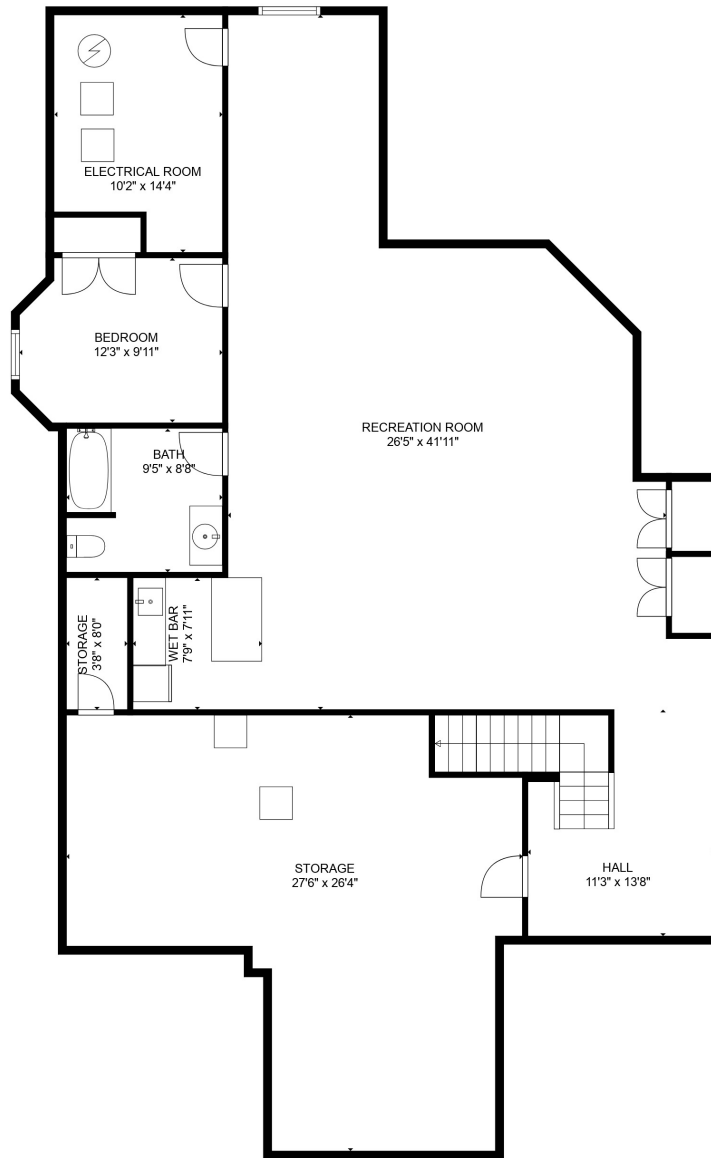 ELECTRICAL ROOM
10'2" x 14'4"
BEDROOM
12'3" x 9'11"
RECREATION ROOM
26'5" x 41'11"
BATH
9'5" x 8'8"
STORAGE
3'8" x 8'0"
WET BAR
7'9" x 7'11"
STORAGE
27'6" x 26'4"
HALL
11'3" x 13'8"